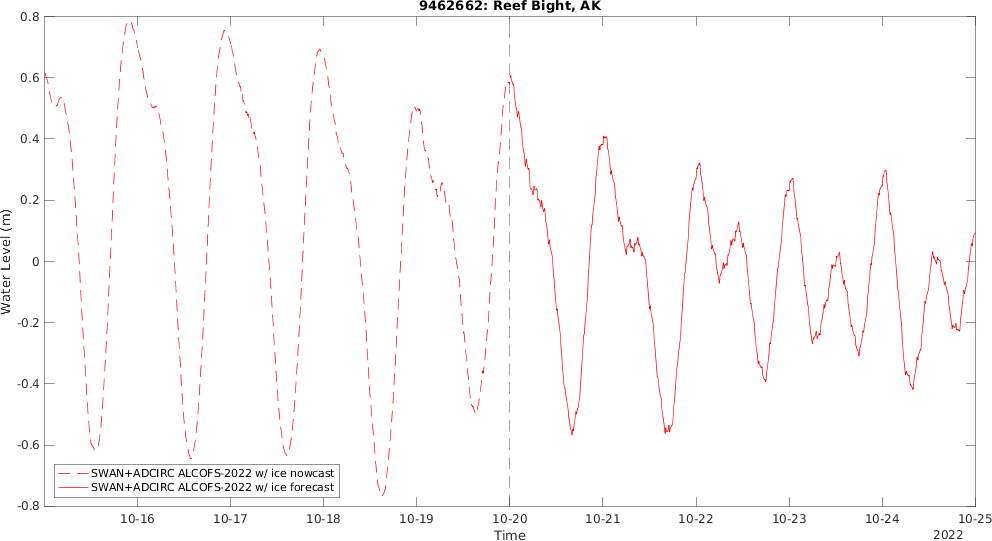 9462662: Reef Bight, AK
0.8
0.6
0.4
0.2
0
-0.2
-0.4
-0.6
-0.8
Water Level (m)
SWAN+ADCIRC ALCOFS-2022 w/ ice nowcast
SWAN+ADCIRC ALCOFS-2022 w/ ice forecast
10-16 10-17 10-18 10-19 10-20 10-21 10-22 10-23 10-24 10-25
Time
2022